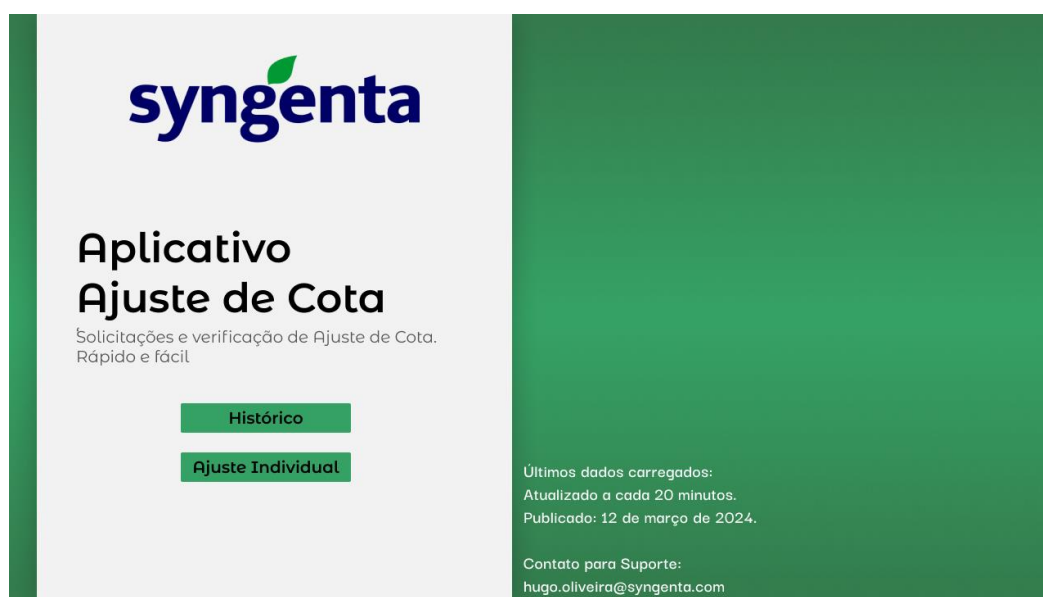 syngenta
Aplicativo
Ajuste de Cota
Solicitações e verificação de Ajuste de Cota.
Rápido e fácil
Histórico
Ajuste Individual
Últimos dados carregados:
Atualizado a cada 20 minutos.
Publicado: 12 de março de 2024.
Contato para Suporte:
hugo.oliveira@syngenta.com